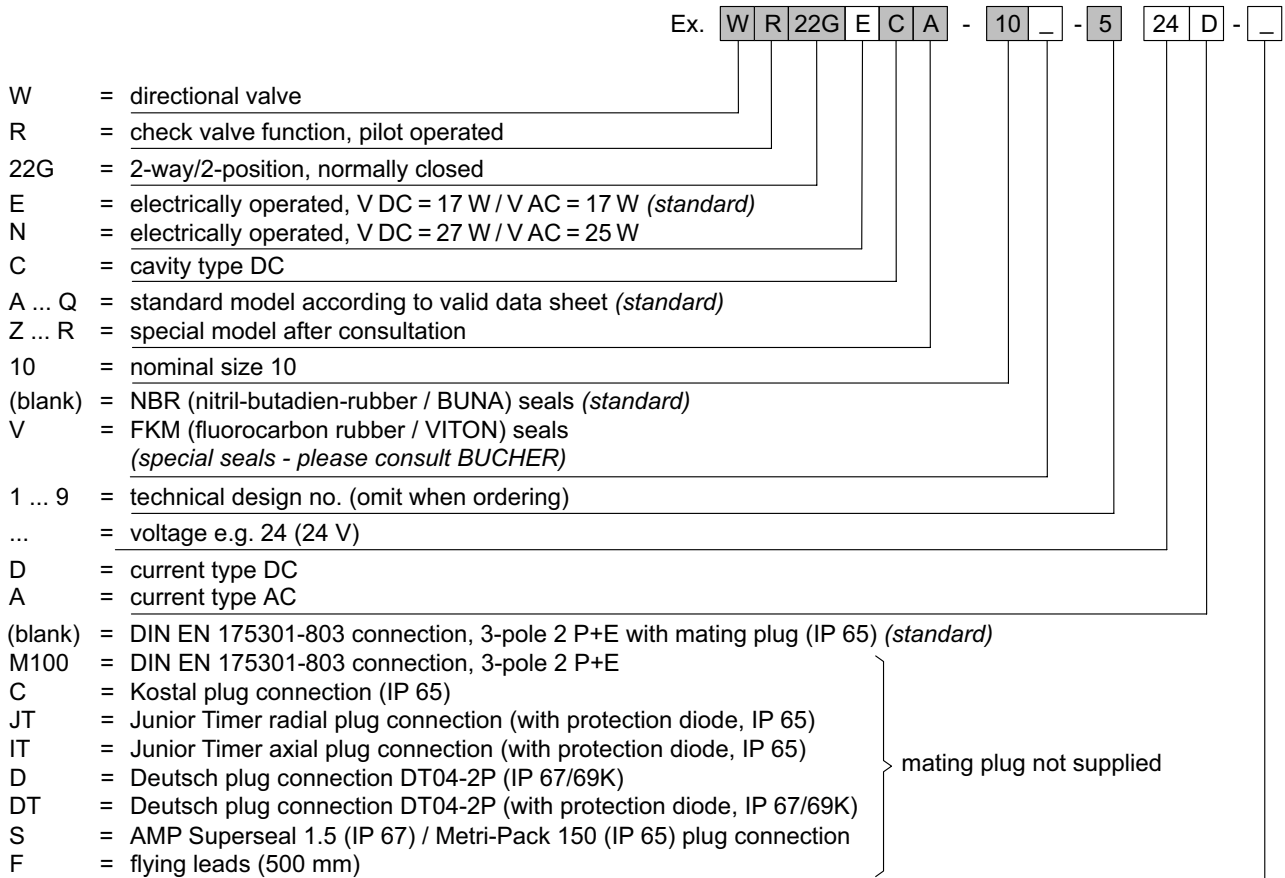 Ex. W R 22G E C A - 10 _ - 5 24 D - _
W = directional valve
R = check valve function, pilot operated
22G = 2-way/2-position, normally closed
E = electrically operated, V DC = 17 W / V AC = 17 W (standard)
N = electrically operated, V DC = 27 W / V AC = 25 W
C = cavity type DC
A ... Q = standard model according to valid data sheet (standard)
Z ... R = special model after consultation
10 = nominal size 10
(blank) = NBR (nitril-butadien-rubber / BUNA) seals (standard)
V = FKM (fluorocarbon rubber / VITON) seals
(special seals - please consult BUCHER)
1 ... 9 = technical design no. (omit when ordering)
... = voltage e.g. 24 (24 V)
D = current type DC
A = current type AC
(blank) = DIN EN 175301-803 connection, 3-pole 2 P+E with mating plug (IP 65) (standard)
M100 = DIN EN 175301-803 connection, 3-pole 2 P+E
C = Kostal plug connection (IP 65)
JT = Junior Timer radial plug connection (with protection diode, IP 65)
IT = Junior Timer axial plug connection (with protection diode, IP 65)
mating plug not supplied
D = Deutsch plug connection DT04-2P (IP 67/69K)
DT = Deutsch plug connection DT04-2P (with protection diode, IP 67/69K)
S = AMP Superseal 1.5 (IP 67) / Metri-Pack 150 (IP 65) plug connection
F = flying leads (500 mm)